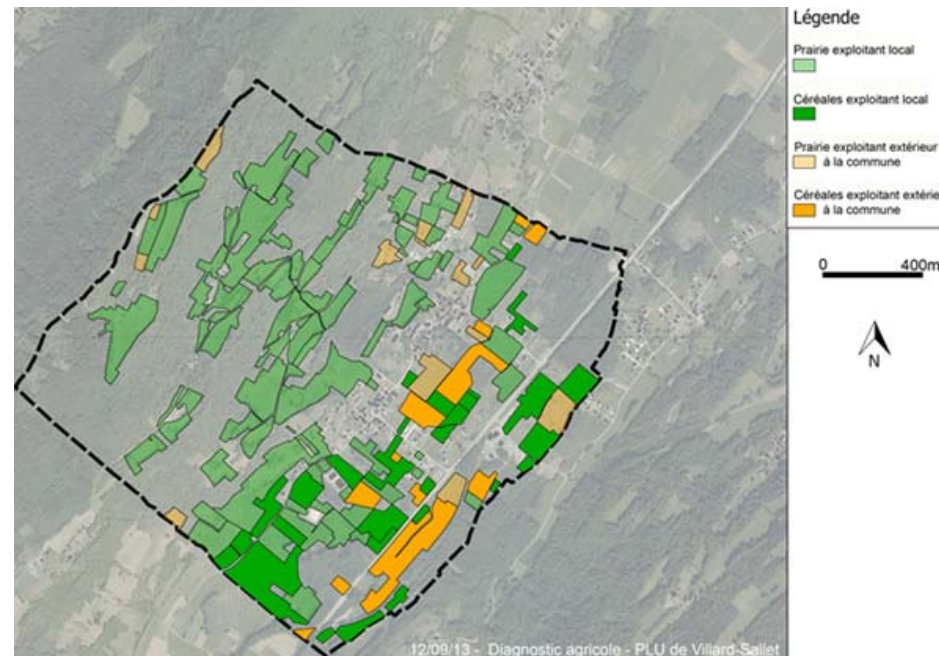 Légende
Prairie exploitant local
Céréales exploitant local
Prairie exploitant extérieur
à la commune
Céréales exploitant extérie
à la commune
0 400m
N
12/09/13 - Diagnostic agricole - PLU de Villard-Sallet